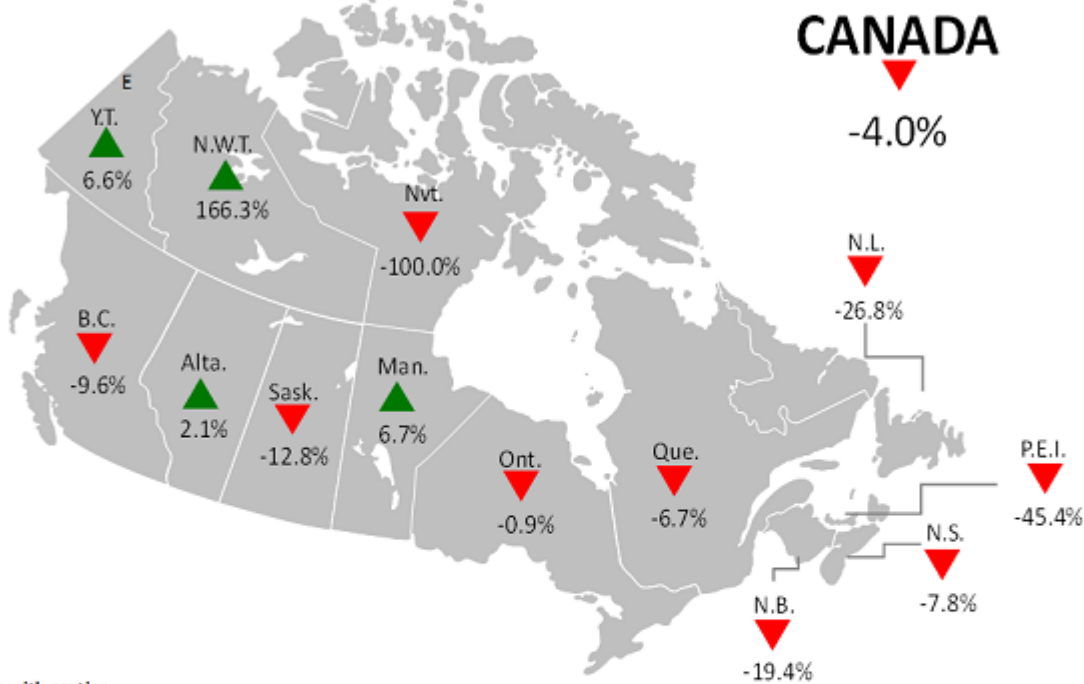 CANADA
-4.0%
E
Y.T.
6.6%
N.W.T.
166.3%
Nvt.
-100.0%
N.L.
-26.8%
B.C.
-9.6%
Alta.
2.1%
Sask.
-12.8%
Man.
6.7%
Ont.
-0.9%
Que.
-6.7%
P.E.I.
-45.4%
N.S.
-7.8%
N.B.
-19.4%